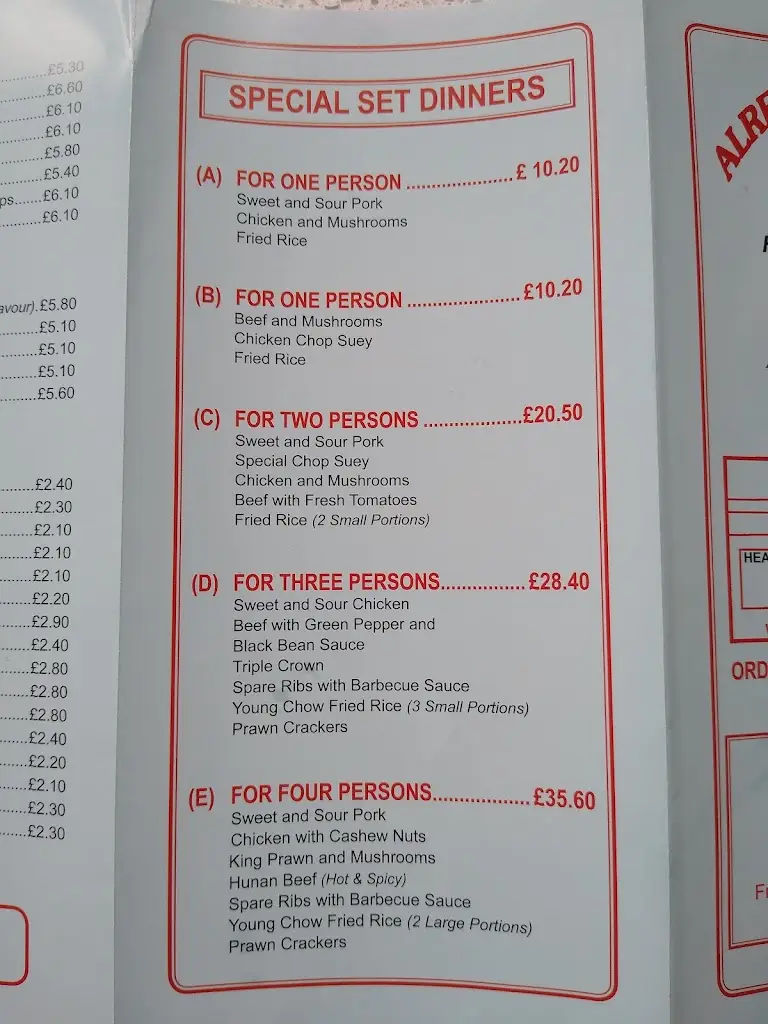 £5.30
£6.60
£6.10
£6.10
£5.80
£5.40
ps.......£6.10
£6.10
avour).£5.80
£5.10
£5.10
£5.10
£5.60
£2.40
£2.30
£2.10
£2.10
£2.10
£2.20
£2.90
£2.40
£2.80
£2.80
£2.80
£2.40
£2.20
£2.10
£2.30
£2.30
SPECIAL SET DINNERS
(A) FOR ONE PERSON ..................... £ 10.20
Sweet and Sour Pork
Chicken and Mushrooms
Fried Rice
(B) FOR ONE PERSON ...................... £10.20
Beef and Mushrooms
Chicken Chop Suey
Fried Rice
(C) FOR TWO PERSONS ...................£20.50
Sweet and Sour Pork
Special Chop Suey
Chicken and Mushrooms
Beef with Fresh Tomatoes
Fried Rice (2 Small Portions)
(D) FOR THREE PERSONS................ £28.40
Sweet and Sour Chicken
Beef with Green Pepper and
Black Bean Sauce
Triple Crown
Spare Ribs with Barbecue Sauce
Young Chow Fried Rice (3 Small Portions)
Prawn Crackers
(E) FOR FOUR PERSONS................... £35.60
Sweet and Sour Pork
Chicken with Cashew Nuts
King Prawn and Mushrooms
Hunan Beef (Hot & Spicy)
Spare Ribs with Barbecue Sauce
Young Chow Fried Rice (2 Large Portions)
Prawn Crackers
ALRE
HEA
ORD